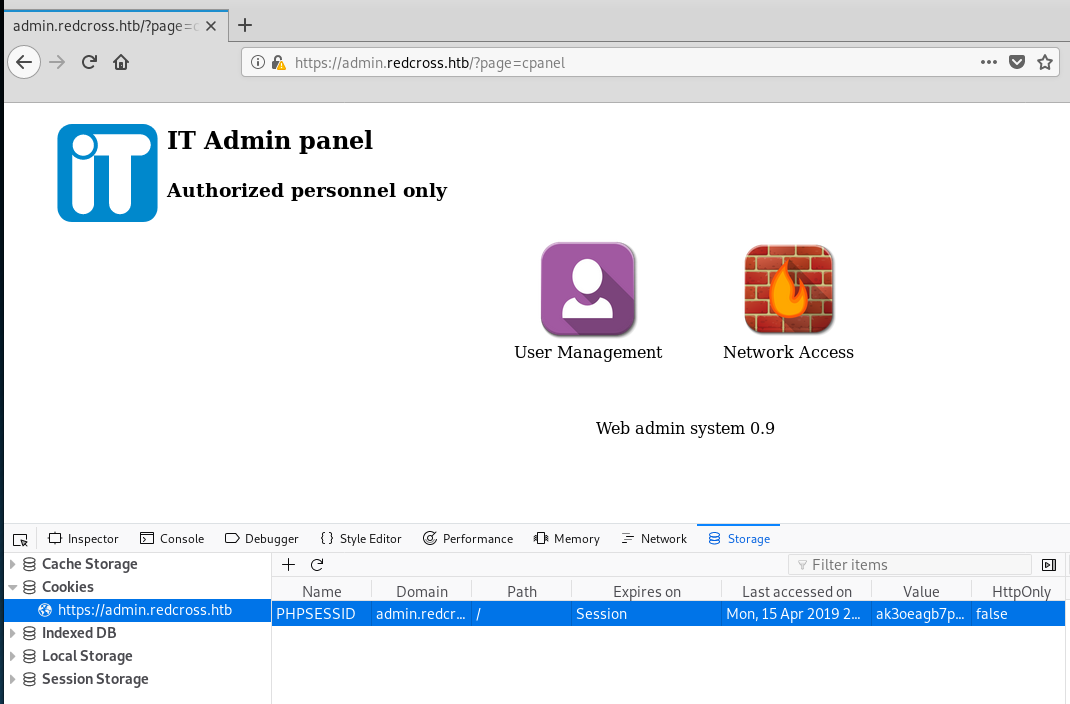 admin.redcross.htb/?page=c
https://admin.redcross.htb/?page=cpanel
iT
IT Admin panel
Authorized personnel only
User Management Network Access
Web admin system 0.9
Inspector Console Debugger {} Style Editor Performance Memory Network Storage
Cache Storage
Filter items
Cookies
Name Domain Path Expires on Last accessed on Value HttpOnly
https://admin.redcross.htb
PHPSESSID admin.redcr... / Session Mon, 15 Apr 2019 2... ak3oeagb7p... false
Indexed DB
Local Storage
Session Storage